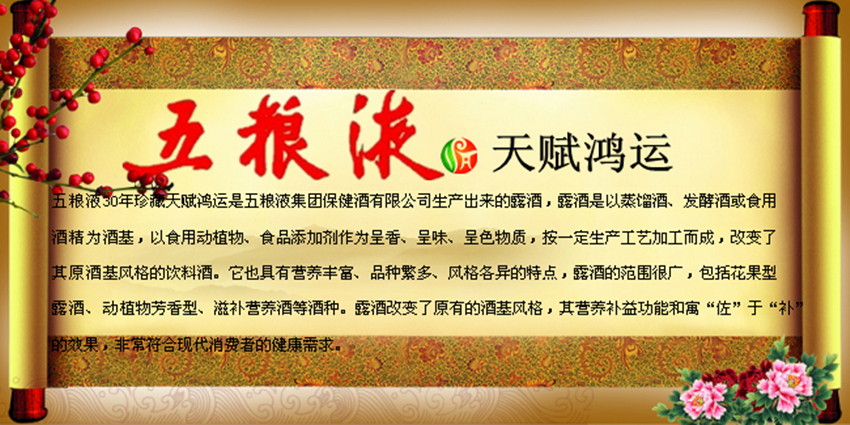 五粮液 天赋鸿运
五粮液30年珍藏天赋鸿运是五粮液集团保健酒有限公司生产出来的露酒，露酒是以蒸馏酒、发酵酒或食用
酒精为酒基，以食用动植物、食品添加剂作为呈香、呈味、呈色物质，按一定生产工艺加工而成，改变了
其原酒基风格的饮料酒。它也具有营养丰富、品种繁多、风格各异的特点，露酒的范围很广，包括花果型
露酒、动植物芳香型、滋补营养酒等酒种。露酒改变了原有的酒基风格，其营养补益功能和寓“佐”于“补”
的效果，非常符合现代消费者的健康需求。